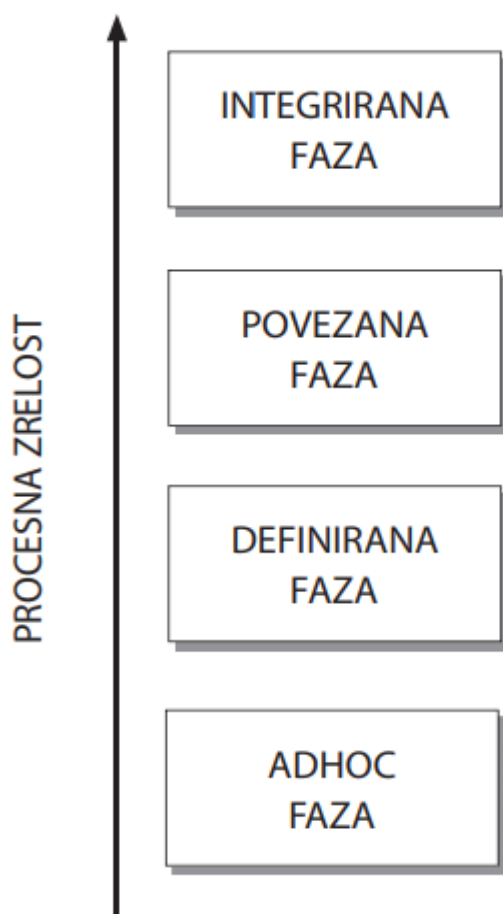 PROCESNA ZRELOST
INTEGRIRANA
FAZA
POVEZANA
FAZA
DEFINIRANA
FAZA
ADHOC
FAZA